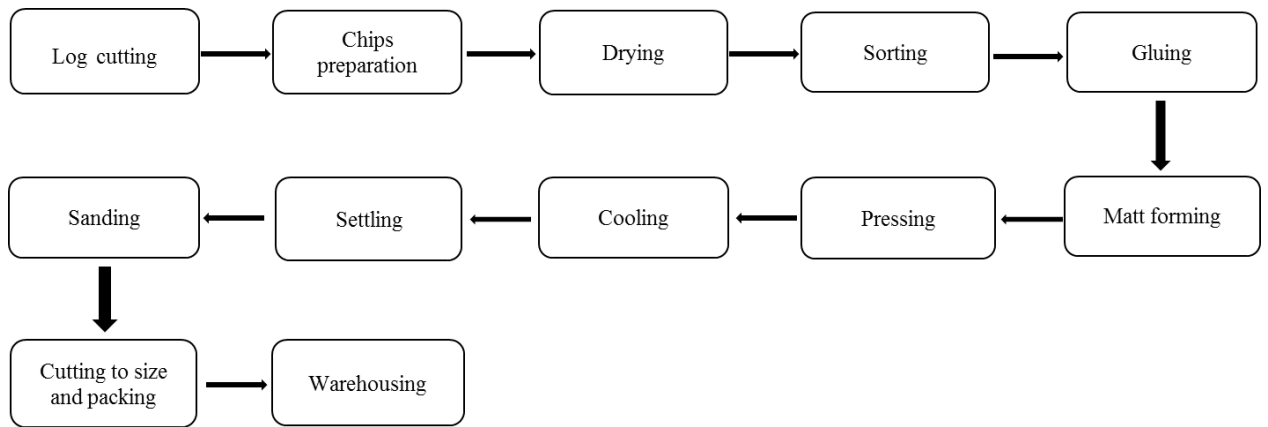 Log cutting
Chips
preparation
Drying
Sorting
Gluing
Matt forming
Pressing
Cooling
Settling
Sanding
Cutting to size
and packing
Warehousing